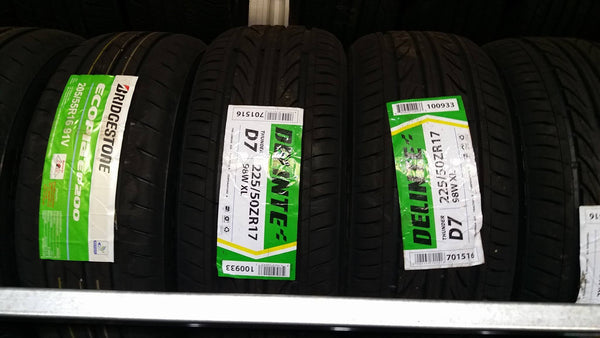 BRIDGESTONE
ECOPIA EP200
205/55R16 91V
701516
DELINTE
THUNDER
D7
225/50ZR17
98W XL
100933
100933
DELINTE
THUNDER
D7
225/50ZR17
98W XL
701516